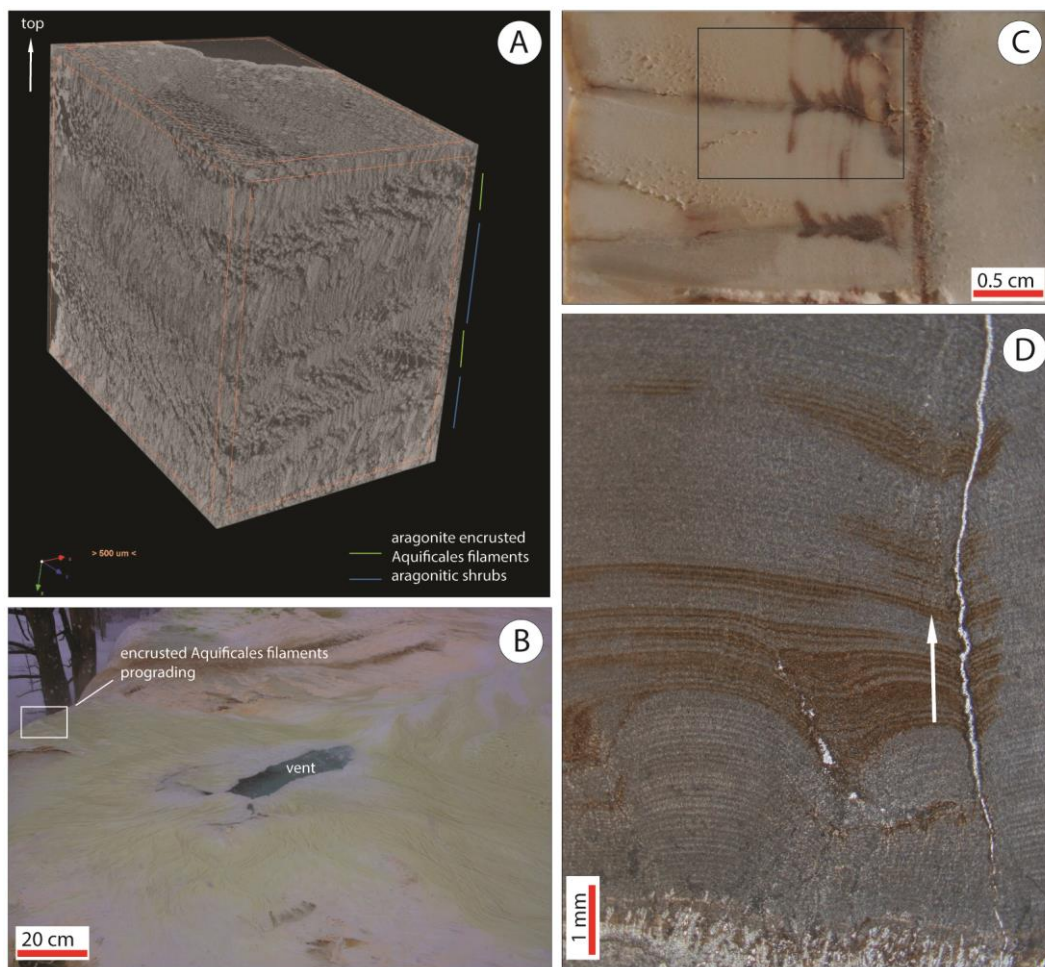 top
A
> 500 um <
aragonite encrusted
Aquificales filaments
aragonitic shrubs
encrusted Aquificales filaments
prograding
B
vent
20 cm
C
0.5 cm
D
1 mm